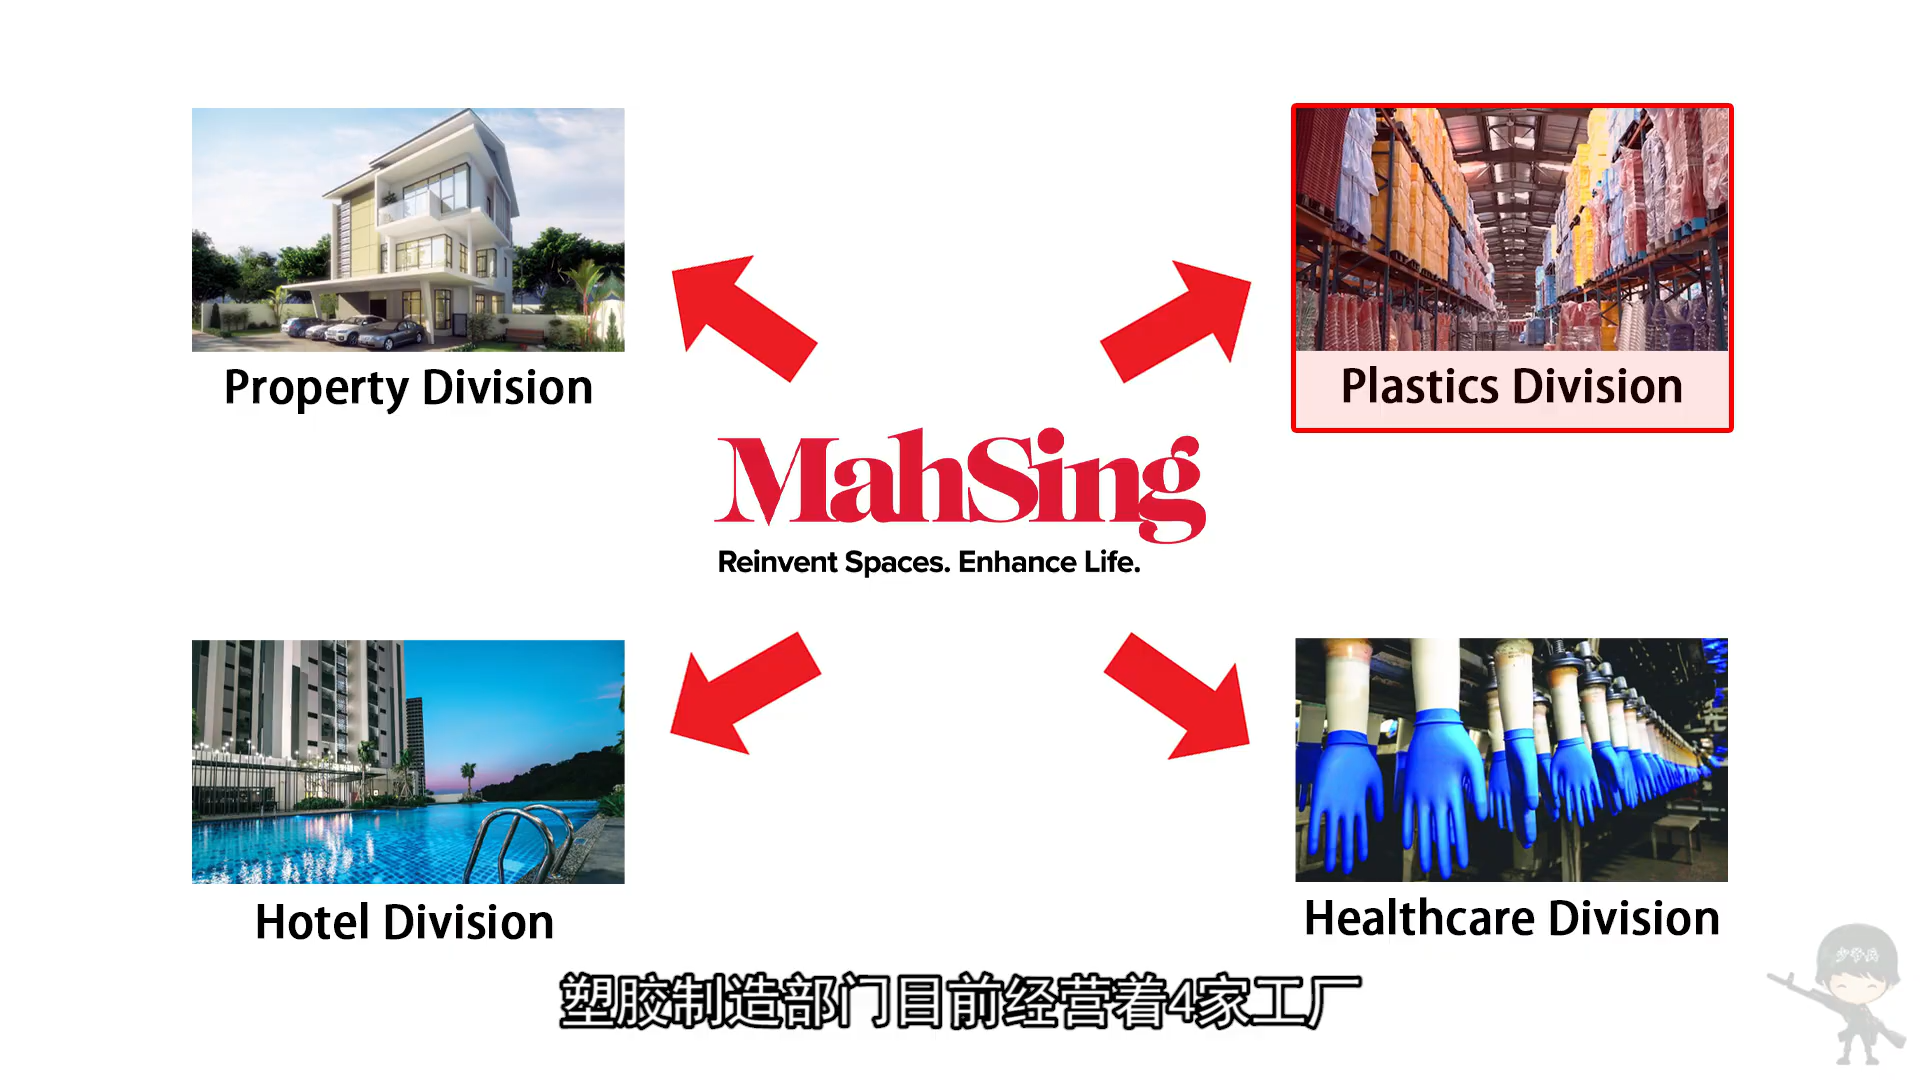 Property Division
Plastics Division
MahSing
Reinvent Spaces. Enhance Life.
Hotel Division
Healthcare Division
塑胶制造部门目前经营着4家工厂